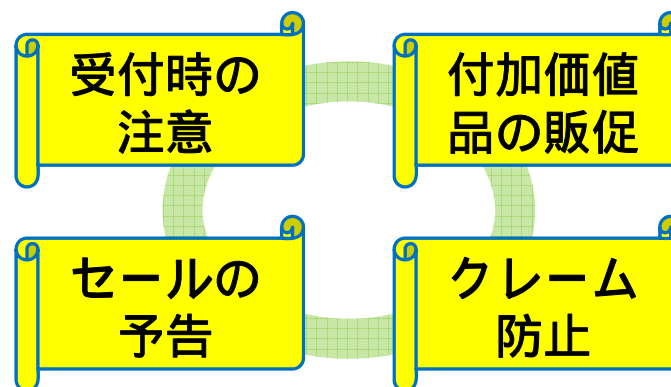 受付時の
注意
付加価値
品の販促
セールの
予告
クレーム
防止